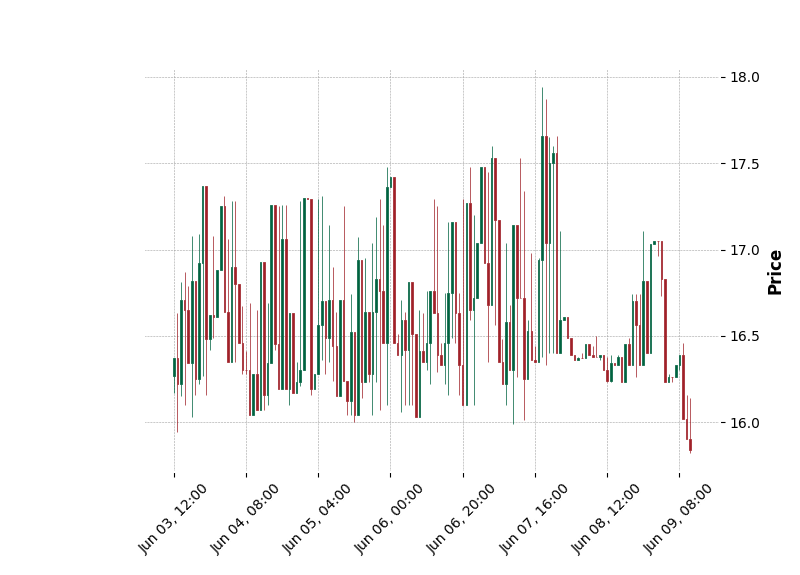 18.0
17.5
17.0
16.5
16.0
Price
Jun 03, 12:00
Jun 04, 08:00
Jun 05, 04:00
Jun 06, 00:00
Jun 06, 20:00
Jun 07, 16:00
Jun 08, 12:00
Jun 09, 08:00